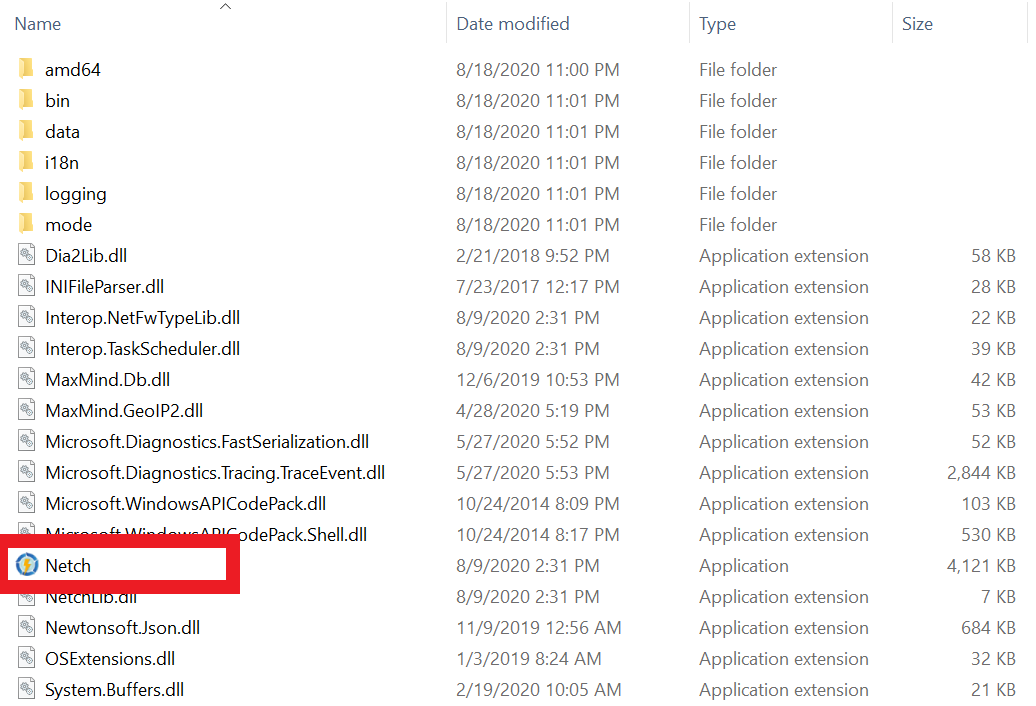 Name Date modified Type Size
amd64 8/18/2020 11:00 PM File folder
bin 8/18/2020 11:01 PM File folder
data 8/18/2020 11:01 PM File folder
i18n 8/18/2020 11:01 PM File folder
logging 8/18/2020 11:01 PM File folder
mode 8/18/2020 11:01 PM File folder
Dia2Lib.dll 2/21/2018 9:52 PM Application extension 58 KB
INIFileParser.dll 7/23/2017 12:17 PM Application extension 28 KB
Interop.NetFwTypeLib.dll 8/9/2020 2:31 PM Application extension 22 KB
Interop.TaskScheduler.dll 8/9/2020 2:31 PM Application extension 39 KB
MaxMind.Db.dll 12/6/2019 10:53 PM Application extension 42 KB
MaxMind.GeoIP2.dll 4/28/2020 5:19 PM Application extension 53 KB
Microsoft.Diagnostics.FastSerialization.dll 5/27/2020 5:52 PM Application extension 52 KB
Microsoft.Diagnostics.Tracing.TraceEvent.dll 5/27/2020 5:53 PM Application extension 2,844 KB
Microsoft.WindowsAPICodePack.dll 10/24/2014 8:09 PM Application extension 103 KB
Microsoft.WindowsAPICodePack.Shell.dll 10/24/2014 8:17 PM Application extension 530 KB
Netch 8/9/2020 2:31 PM Application 4,121 KB
NetchLib.dll 8/9/2020 2:31 PM Application extension 7 KB
Newtonsoft.Json.dll 11/9/2019 12:56 AM Application extension 684 KB
OSExtensions.dll 1/3/2019 8:24 AM Application extension 32 KB
System.Buffers.dll 2/19/2020 10:05 AM Application extension 21 KB